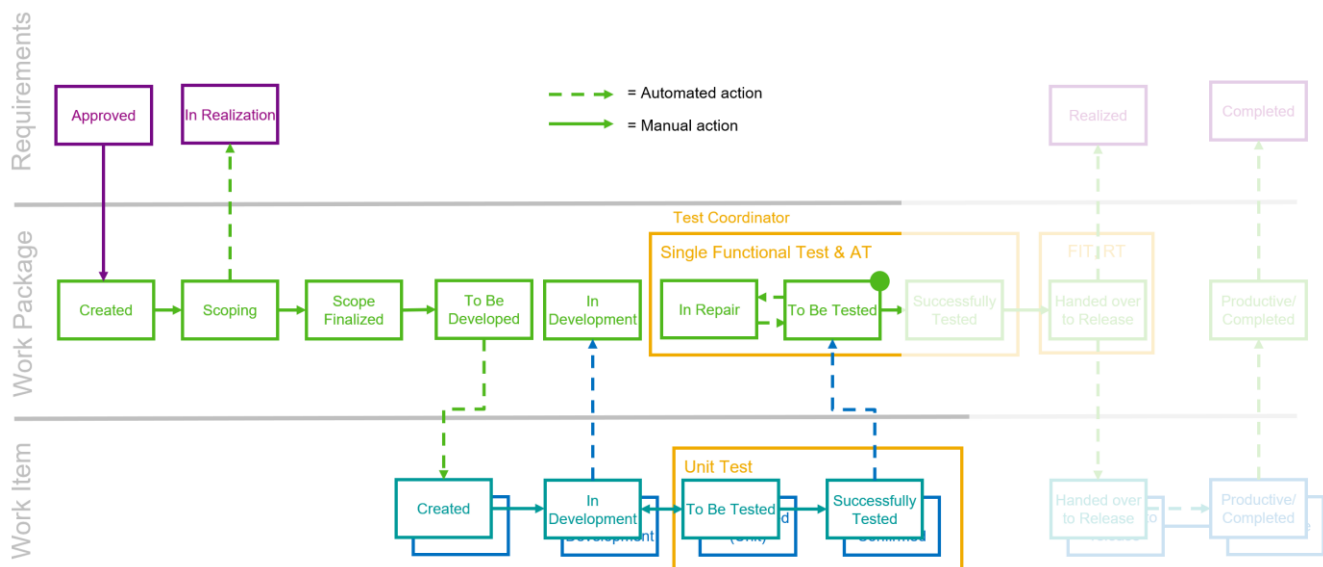 Requirements
Approved
In Realization
= Automated action
= Manual action
Realized
Completed
Work Package
Test Coordinator
Single Functional Test & AT
FIT, RT
Created
Scoping
Scope
Finalized
To Be
Developed
In
Development
In Repair
To Be Tested
Successfully
Tested
Handed over
to Release
Productive/
Completed
Work Item
Unit Test
Created
In
Development
To Be Tested
Successfully
Tested
Handed over
to Release
Productive/
Completed